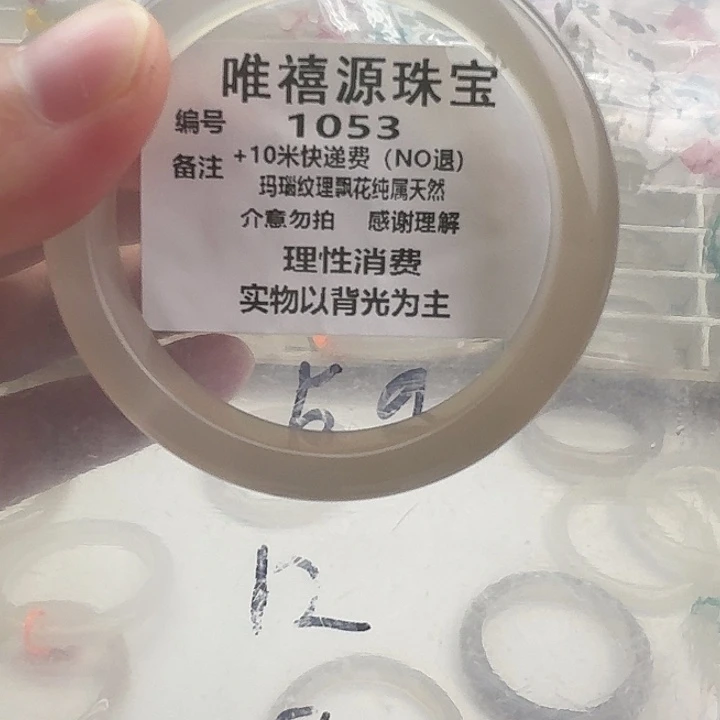 唯禧源珠宝
编号 1053
备注 +10米快递费（NO退）
玛瑙纹理飘花纯属天然
介意勿拍 感谢理解
理性消费
实物以背光为主
59
12